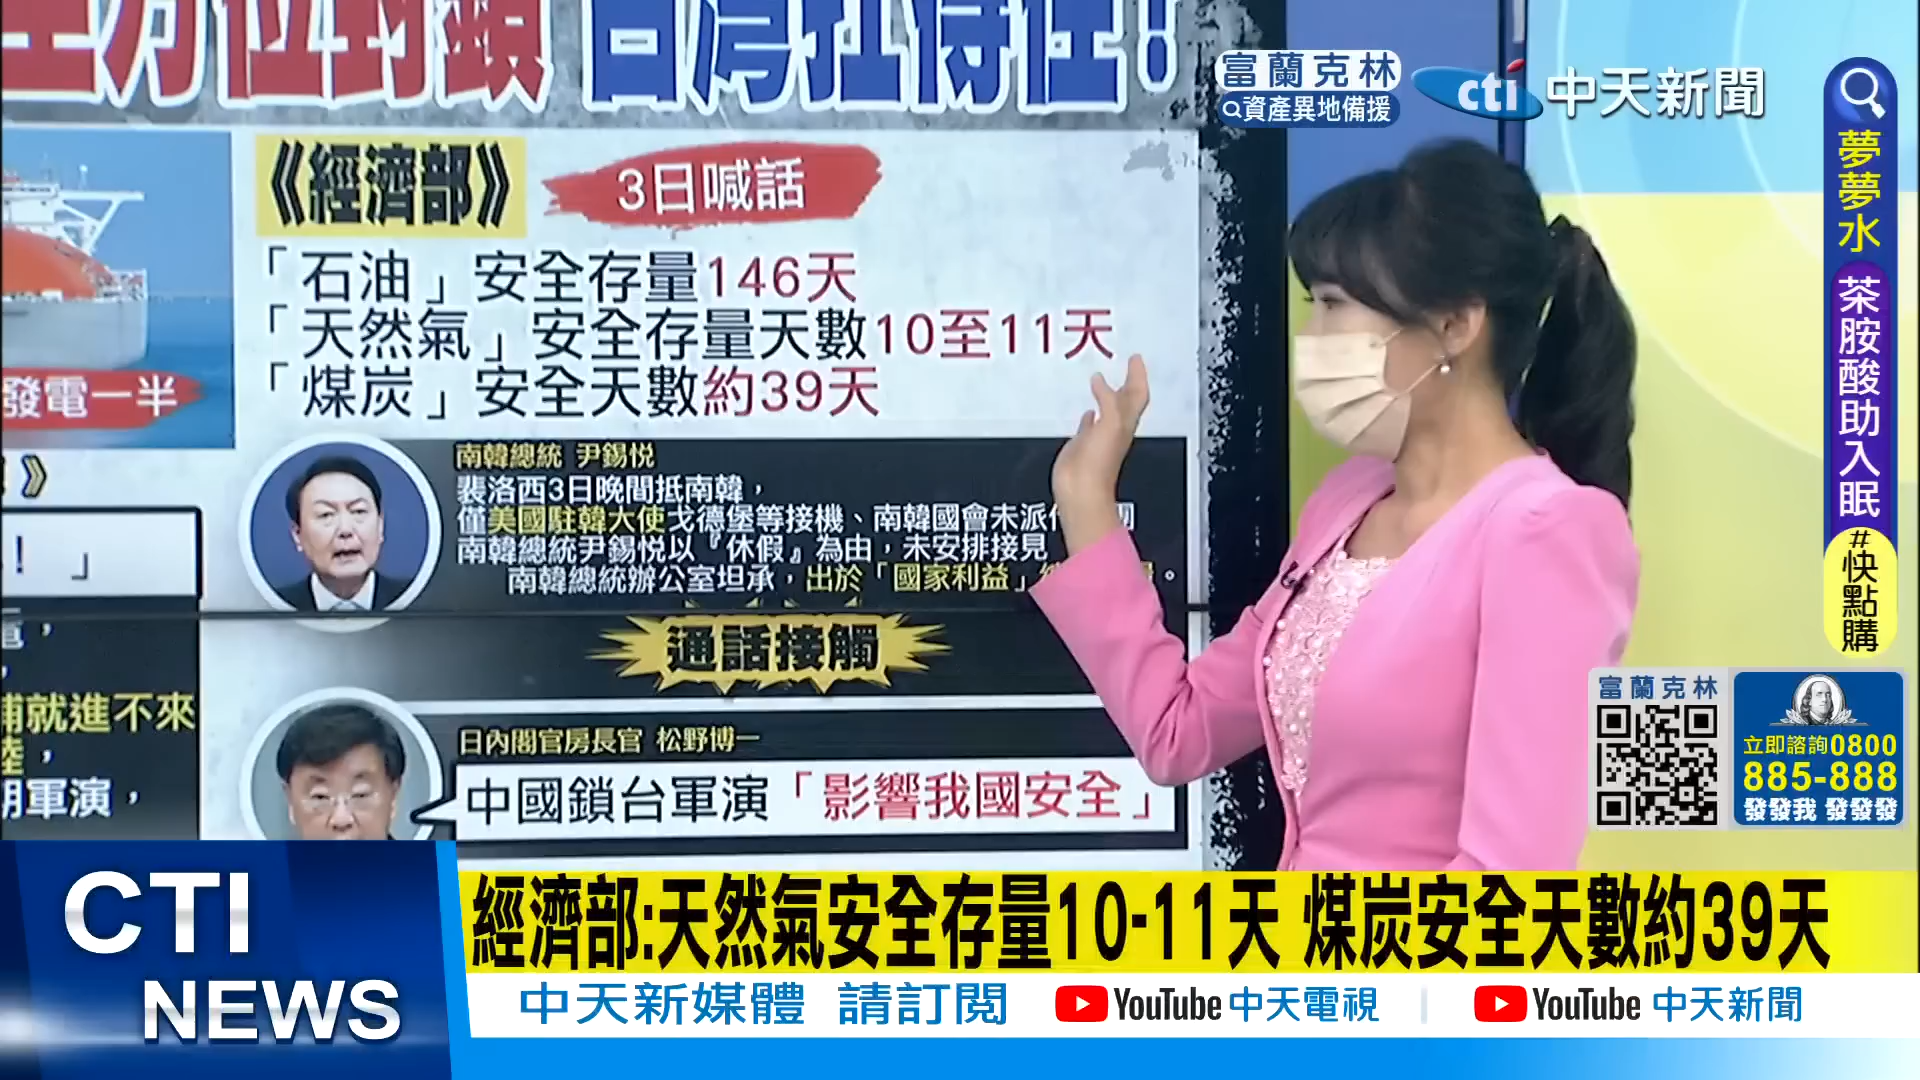 全方位封鎖 台灣扛得住!
富蘭克林
資產異地備援
cti 中天新聞
夢夢水
茶胺酸助入眠
#快點購
《經濟部》
3日喊話
「石油」安全存量146天
「天然氣」安全存量天數10至11天
「煤炭」安全天數約39天
發電一半
》
!」
南韓總統 尹錫悦
裴洛西3日晚間抵南韓,
僅美國駐韓大使戈德堡等接機、南韓國會未派
南韓總統尹錫悦以『休假』為由,未安排接見
南韓總統辦公室坦承,出於「國家利益」
。
通話接觸
就進不來
,
軍演,
日內閣官房長官 松野博一
中國鎖台軍演「影響我國安全」
富蘭克林
立即諮詢0800
885-888
發發我 發發發
CTI
NEWS
經濟部:天然氣安全存量10-11天 煤炭安全天數約39天
中天新媒體 請訂閱 YouTube 中天電視 | YouTube 中天新聞